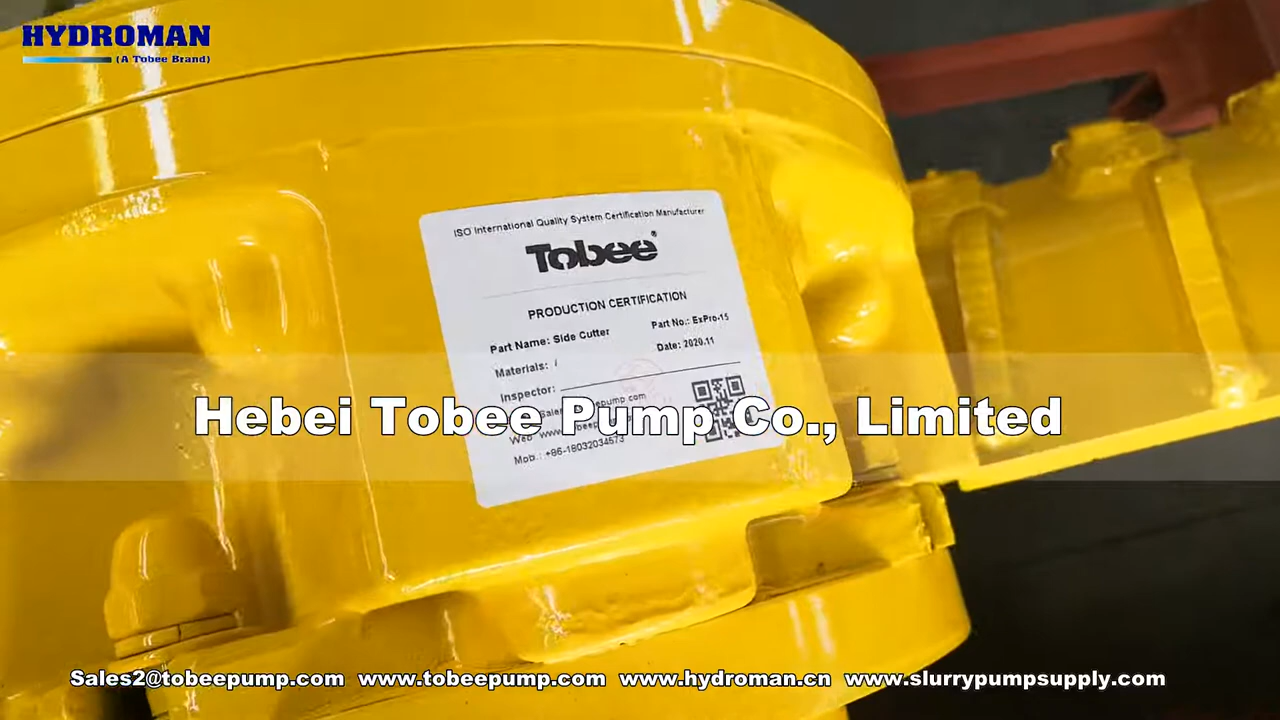 HYDROMAN
(A Tobee Brand)
ISO International Quality System Certification Manufacturer
Tobee®
PRODUCTION CERTIFICATION
Part Name: Side Cutter Part No.: ExPro-15
Materials: / Date: 2020.11
Inspector:
Hebei Tobee Pump Co., Limited
Mob.: +86-18032034573
Sales2@tobeepump.com www.tobeepump.com www.hydroman.cn www.slurrypumpsupply.com